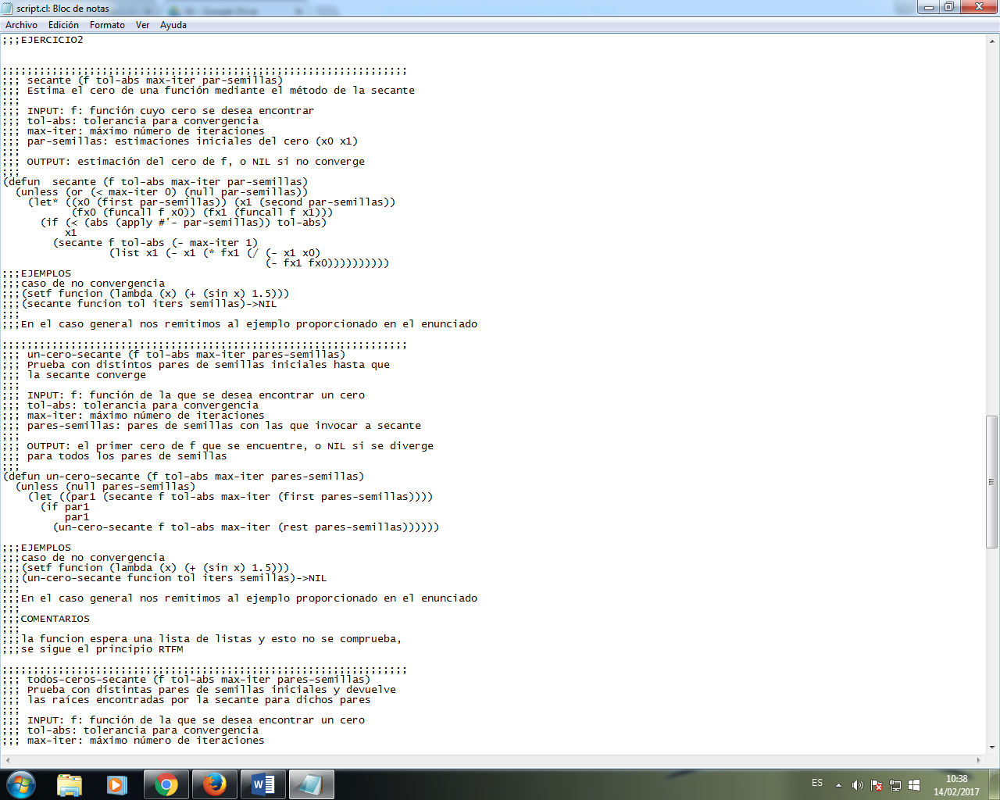 script.cl: Bloc de notas
Archivo Edición Formato Ver Ayuda
;;;EJERCICIO2
;;;;;;;;;;;;;;;;;;;;;;;;;;;;;;;;;;;;;;;;;;;;;;;;;;;;;;;;;;;;;;;;;
;;; secante (f tol-abs max-iter par-semillas)
;;; Estima el cero de una función mediante el método de la secante
;;;
;;; INPUT: f: función cuyo cero se desea encontrar
;;; tol-abs: tolerancia para convergencia
;;; max-iter: máximo número de iteraciones
;;; par-semillas: estimaciones iniciales del cero (x0 x1)
;;;
;;; OUTPUT: estimación del cero de f, o NIL si no converge
;;;
(defun  secante (f tol-abs max-iter par-semillas)
  (unless (or (< max-iter 0) (null par-semillas))
    (let* ((x0 (first par-semillas)) (x1 (second par-semillas))
           (fx0 (funcall f x0)) (fx1 (funcall f x1)))
      (if (< (abs (apply #'- par-semillas)) tol-abs)
          x1
        (secante f tol-abs (- max-iter 1)
                 (list x1 (- x1 (* fx1 (/ (- x1 x0)
                                          (- fx1 fx0))))))))))
;;;EJEMPLOS
;;;caso de no convergencia
;;;(setf funcion (lambda (x) (+ (sin x) 1.5)))
;;;(secante funcion tol iters semillas)->NIL
;;;
;;;En el caso general nos remitimos al ejemplo proporcionado en el enunciado
;;;;;;;;;;;;;;;;;;;;;;;;;;;;;;;;;;;;;;;;;;;;;;;;;;;;;;;;;;;;;;;;;
;;; un-cero-secante (f tol-abs max-iter pares-semillas)
;;; Prueba con distintos pares de semillas iniciales hasta que
;;; la secante converge
;;;
;;; INPUT: f: función de la que se desea encontrar un cero
;;; tol-abs: tolerancia para convergencia
;;; max-iter: máximo número de iteraciones
;;; pares-semillas: pares de semillas con las que invocar a secante
;;;
;;; OUTPUT: el primer cero de f que se encuentre, o NIL si se diverge
;;; para todos los pares de semillas
;;;
(defun un-cero-secante (f tol-abs max-iter pares-semillas)
  (unless (null pares-semillas)
    (let ((par1 (secante f tol-abs max-iter (first pares-semillas))))
      (if par1
          par1
        (un-cero-secante f tol-abs max-iter (rest pares-semillas))))))
;;;EJEMPLOS
;;;caso de no convergencia
;;;(setf funcion (lambda (x) (+ (sin x) 1.5)))
;;;(un-cero-secante funcion tol iters semillas)->NIL
;;;
;;;En el caso general nos remitimos al ejemplo proporcionado en el enunciado
;;;
;;;COMENTARIOS
;;;
;;;la funcion espera una lista de listas y esto no se comprueba,
;;;se sigue el principio RTFM
;;;;;;;;;;;;;;;;;;;;;;;;;;;;;;;;;;;;;;;;;;;;;;;;;;;;;;;;;;;;;;;;;
;;; todos-ceros-secante (f tol-abs max-iter pares-semillas)
;;; Prueba con distintas pares de semillas iniciales y devuelve
;;; las raíces encontradas por la secante para dichos pares
;;;
;;; INPUT: f: función de la que se desea encontrar un cero
;;; tol-abs: tolerancia para convergencia
;;; max-iter: máximo número de iteraciones
ES
10:38
14/02/2017